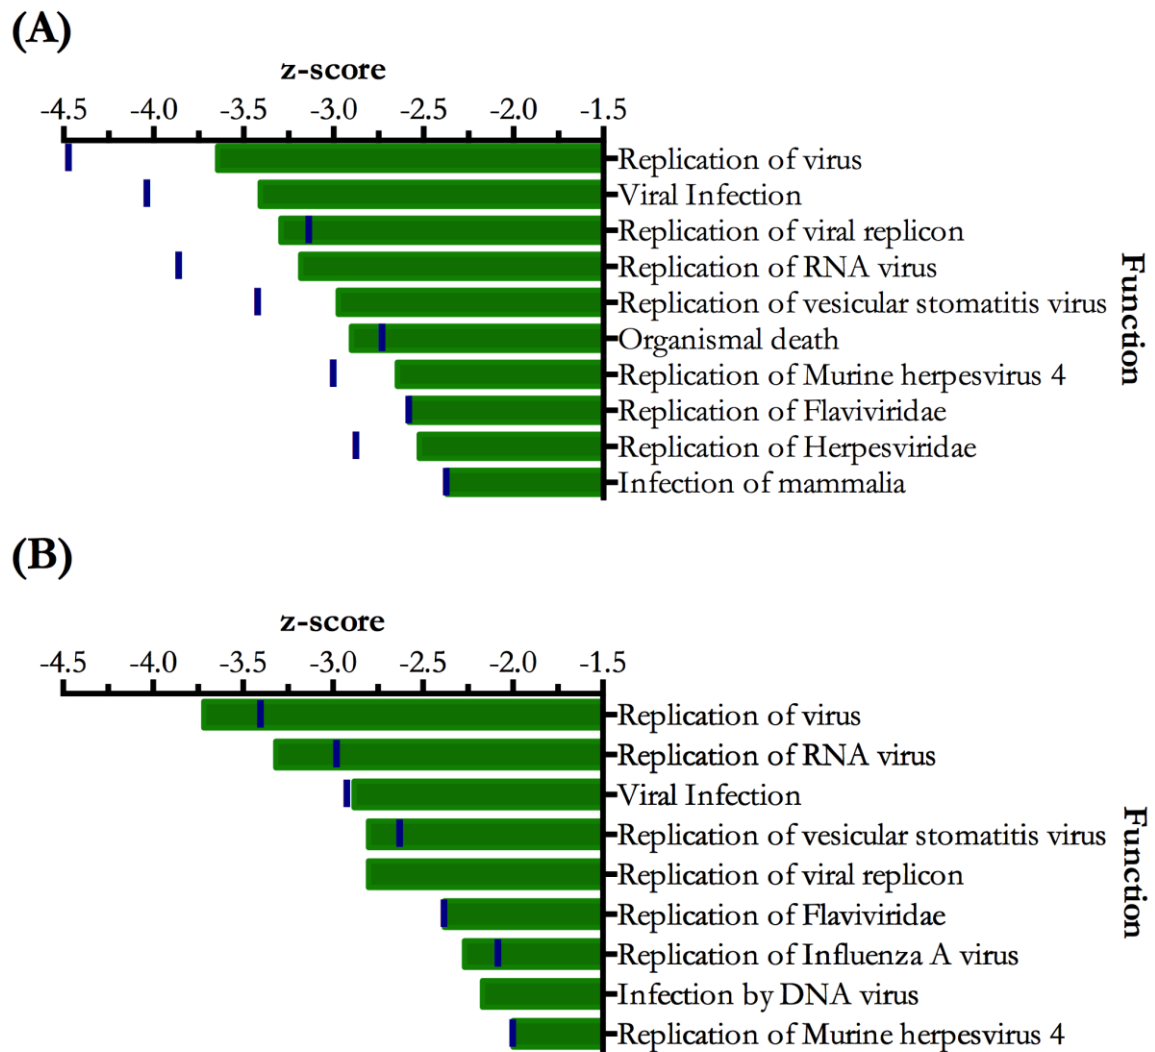 (A)
z-score
-4.5 -4.0 -3.5 -3.0 -2.5 -2.0 -1.5
Replication of virus
Viral Infection
Replication of viral replicon
Replication of RNA virus
Replication of vesicular stomatitis virus
Organismal death
Replication of Murine herpesvirus 4
Replication of Flaviviridae
Replication of Herpesviridae
Infection of mammalia
Function
(B)
z-score
-4.5 -4.0 -3.5 -3.0 -2.5 -2.0 -1.5
Replication of virus
Replication of RNA virus
Viral Infection
Replication of vesicular stomatitis virus
Replication of viral replicon
Replication of Flaviviridae
Replication of Influenza A virus
Infection by DNA virus
Replication of Murine herpesvirus 4
Function